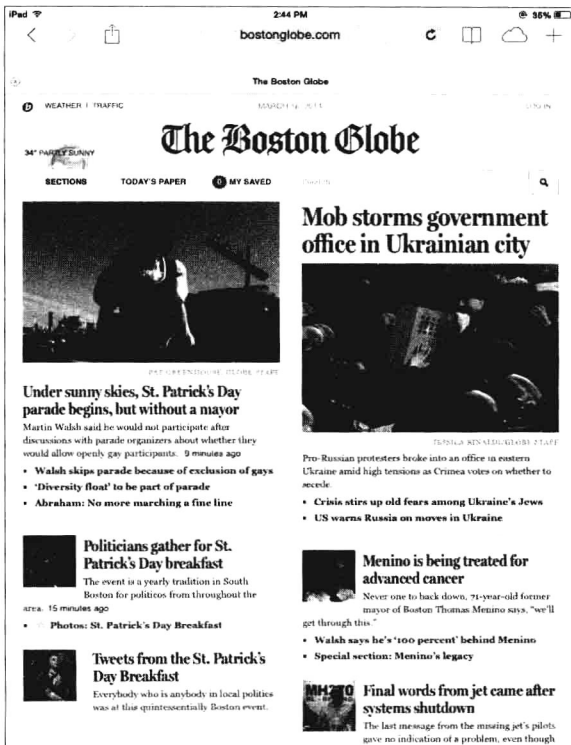 iPad
2:44 PM
36%
bostonglobe.com
The Boston Globe
b WEATHER | TRAFFIC
MARCH 2014
LOG IN
The Boston Globe
34° PARTLY SUNNY
SECTIONS
TODAY'S PAPER
0 MY SAVED
PAT GREENHOUSE/GLOBE STAFF
Under sunny skies, St. Patrick's Day
parade begins, but without a mayor
Martin Walsh said he would not participate after
discussions with parade organizers about whether they
would allow openly gay participants. 9 minutes ago
▪ Walsh skips parade because of exclusion of gays
▪ 'Diversity float' to be part of parade
▪ Abraham: No more marching a fine line
Politicians gather for St.
Patrick's Day breakfast
The event is a yearly tradition in South
Boston for politicos from throughout the
area. 15 minutes ago
▪ Photos: St. Patrick's Day Breakfast
Tweets from the St. Patrick's
Day Breakfast
Everybody who is anybody in local politics
was at this quintessentially Boston event.
Mob storms government
office in Ukrainian city
JESSICA RINALDI/GLOBE STAFF
Pro-Russian protesters broke into an office in eastern
Ukraine amid high tensions as Crimea votes on whether to
secede.
▪ Crisis stirs up old fears among Ukraine's Jews
▪ US warns Russia on moves in Ukraine
Menino is being treated for
advanced cancer
Never one to back down, 71-year-old former
mayor of Boston Thomas Menino says, "we'll
get through this."
▪ Walsh says he's '100 percent' behind Menino
▪ Special section: Menino's legacy
MH370
Final words from jet came after
systems shutdown
The last message from the missing jet's pilots
gave no indication of a problem, even though